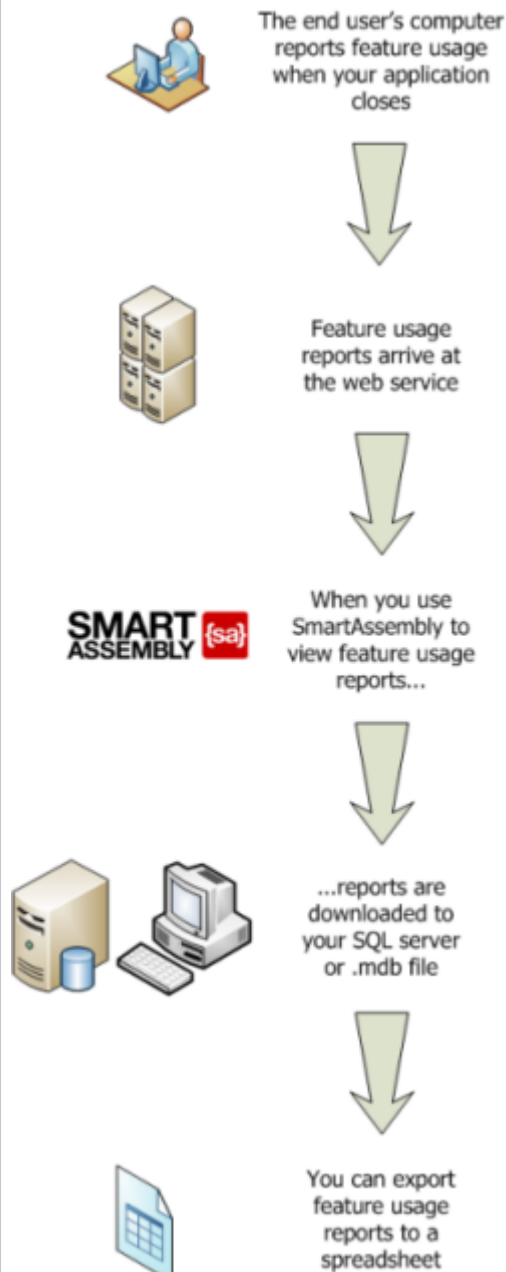 The end user's computer
reports feature usage
when your application
closes
Feature usage
reports arrive at
the web service
SMART
ASSEMBLY
{sa}
When you use
SmartAssembly to
view feature usage
reports...
...reports are
downloaded to
your SQL server
or .mdb file
You can export
feature usage
reports to a
spreadsheet